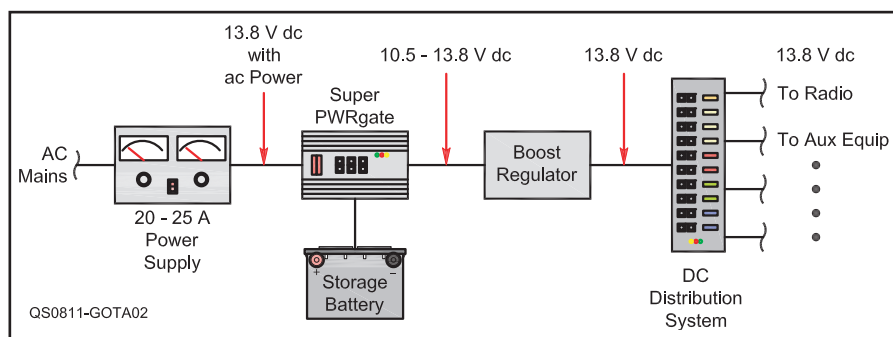 13.8 V dc
with
ac Power
10.5 - 13.8 V dc
13.8 V dc
13.8 V dc
Super
PWRgate
To Radio
AC
Mains
Boost
Regulator
To Aux Equip
20 - 25 A
Power
Supply
+
−
Storage
Battery
DC
Distribution
System
QS0811-GOTA02